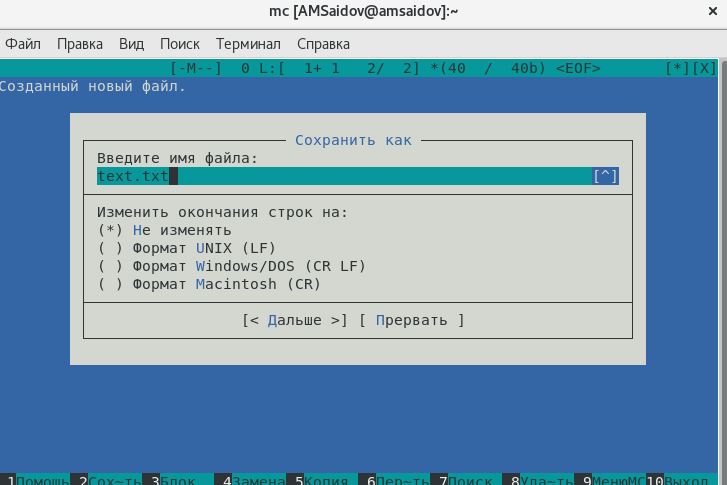 mc [AMSaidov@amsaidov]:~ ×
Файл Правка Вид Поиск Терминал Справка
[-M--] 0 L:[ 1+ 1 2/ 2] *(40 / 40b) <EOF> [*][X]
Созданный новый файл.
Сохранить как
Введите имя файла:
text.txt [^]
Изменить окончания строк на:
(*) Не изменять
( ) Формат UNIX (LF)
( ) Формат Windows/DOS (CR LF)
( ) Формат Macintosh (CR)
[< Дальше >] [ Прервать ]
1Помощь 2Сох~ть 3Блок 4Замена 5Копия 6Пер~ть 7Поиск 8Уда~ть 9МенюMC 10Выход